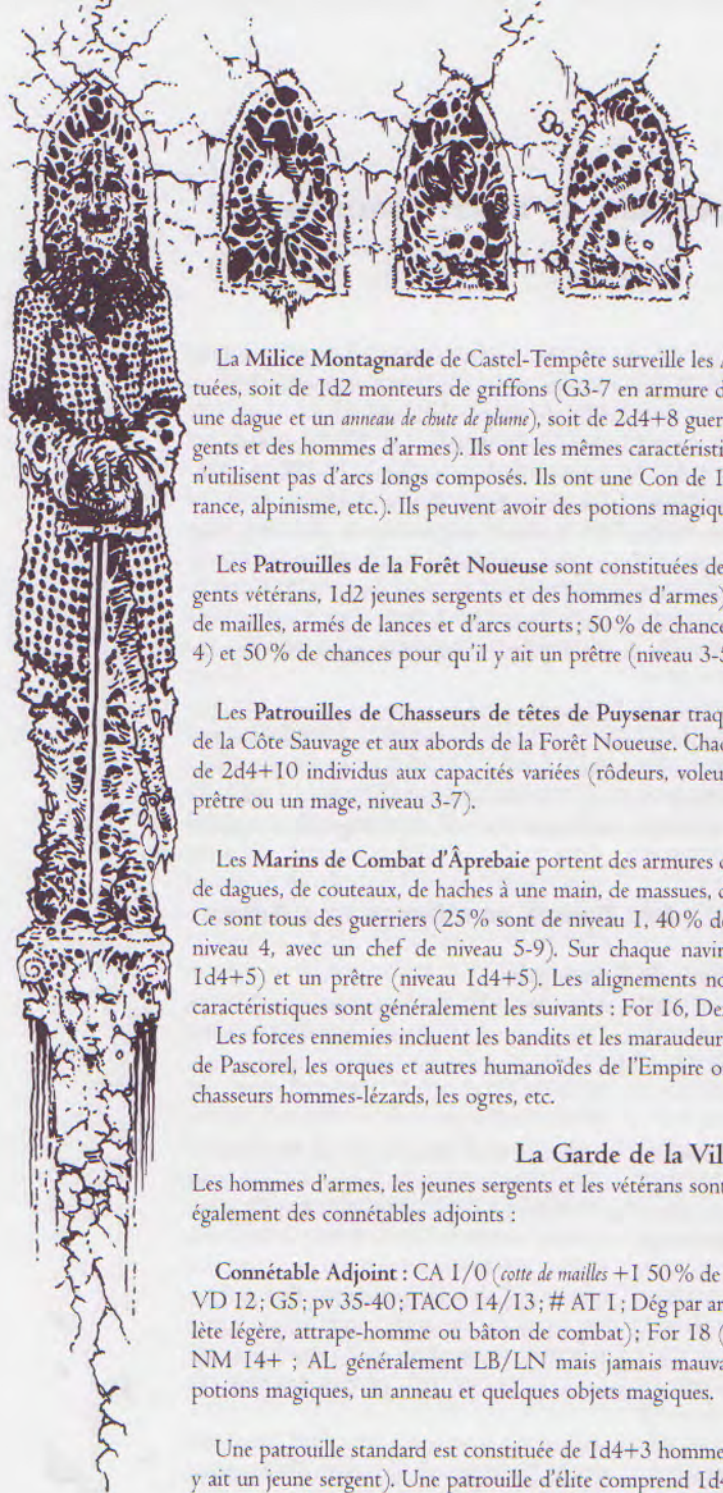 La Milice Montagnarde de Castel-Tempête surveille les
tuées, soit de 1d2 monteurs de griffons (G3-7 en armure d
une dague et un anneau de chute de plume), soit de 2d4+8 guer
gents et des hommes d'armes). Ils ont les mêmes caractéristi
n'utilisent pas d'arcs longs composés. Ils ont une Con de 1
rance, alpinisme, etc.). Ils peuvent avoir des potions magiqu
Les Patrouilles de la Forêt Noueuse sont constituées de
gents vétérans, 1d2 jeunes sergents et des hommes d'armes)
de mailles, armés de lances et d'arcs courts; 50 % de chance
4) et 50 % de chances pour qu'il y ait un prêtre (niveau 3-5
Les Patrouilles de Chasseurs de têtes de Puysenar traq
de la Côte Sauvage et aux abords de la Forêt Noueuse. Chac
de 2d4+10 individus aux capacités variées (rôdeurs, voleu
prêtre ou un mage, niveau 3-7).
Les Marins de Combat d'Âprebaie portent des armures
de dagues, de couteaux, de haches à une main, de massues,
Ce sont tous des guerriers (25 % sont de niveau 1, 40 % de
niveau 4, avec un chef de niveau 5-9). Sur chaque navir
1d4+5) et un prêtre (niveau 1d4+5). Les alignements no
caractéristiques sont généralement les suivants : For 16, De
Les forces ennemies incluent les bandits et les maraudeur
de Pascorel, les orques et autres humanoïdes de l'Empire o
chasseurs hommes-lézards, les ogres, etc.
La Garde de la Vil
Les hommes d'armes, les jeunes sergents et les vétérans sont
également des connétables adjoints :
Connétable Adjoint : CA 1/0 (cotte de mailles +1 50 % de
VD 12; G5; pv 35-40; TACO 14/13; # AT 1; Dég par ar
lète légère, attrape-homme ou bâton de combat); For 18 (
NM 14+ ; AL généralement LB/LN mais jamais mauva
potions magiques, un anneau et quelques objets magiques.
Une patrouille standard est constituée de 1d4+3 homme
y ait un jeune sergent). Une patrouille d'élite comprend 1d4